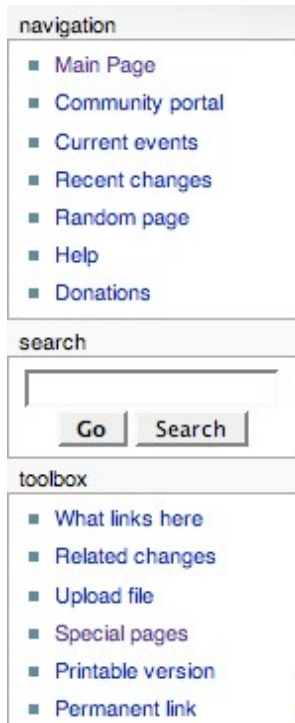 navigation
Main Page
Community portal
Current events
Recent changes
Random page
Help
Donations
search
Go Search
toolbox
What links here
Related changes
Upload file
Special pages
Printable version
Permanent link